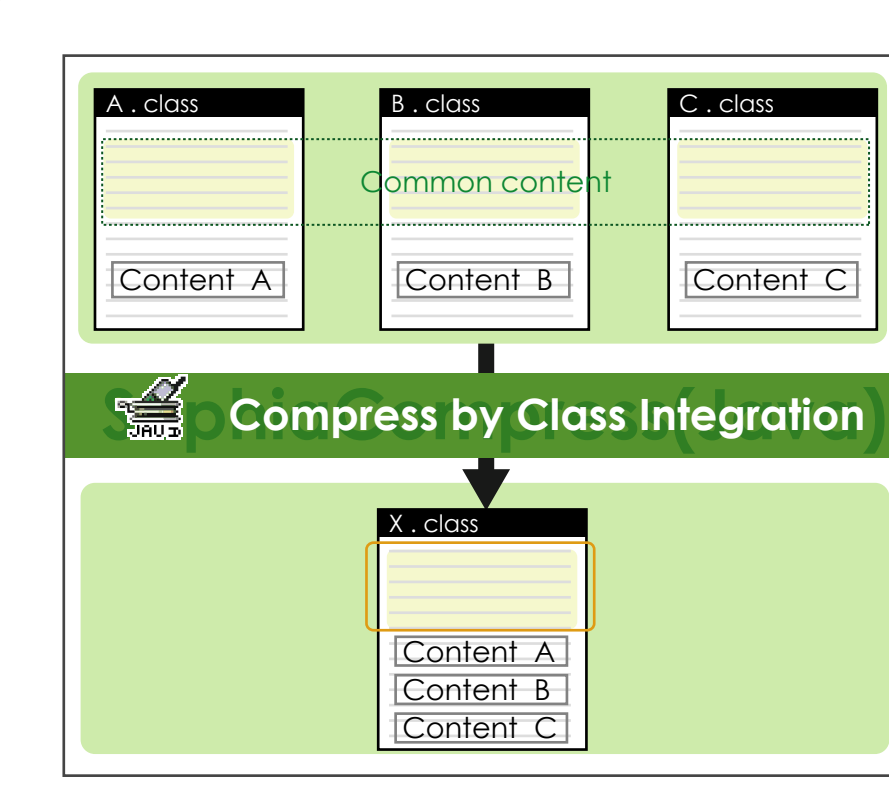 A . class
B . class
C . class
Common content
Content A
Content B
Content C
SophiaCompress(Java)
Compress by Class Integration
JAVA
X . class
Content A
Content B
Content C